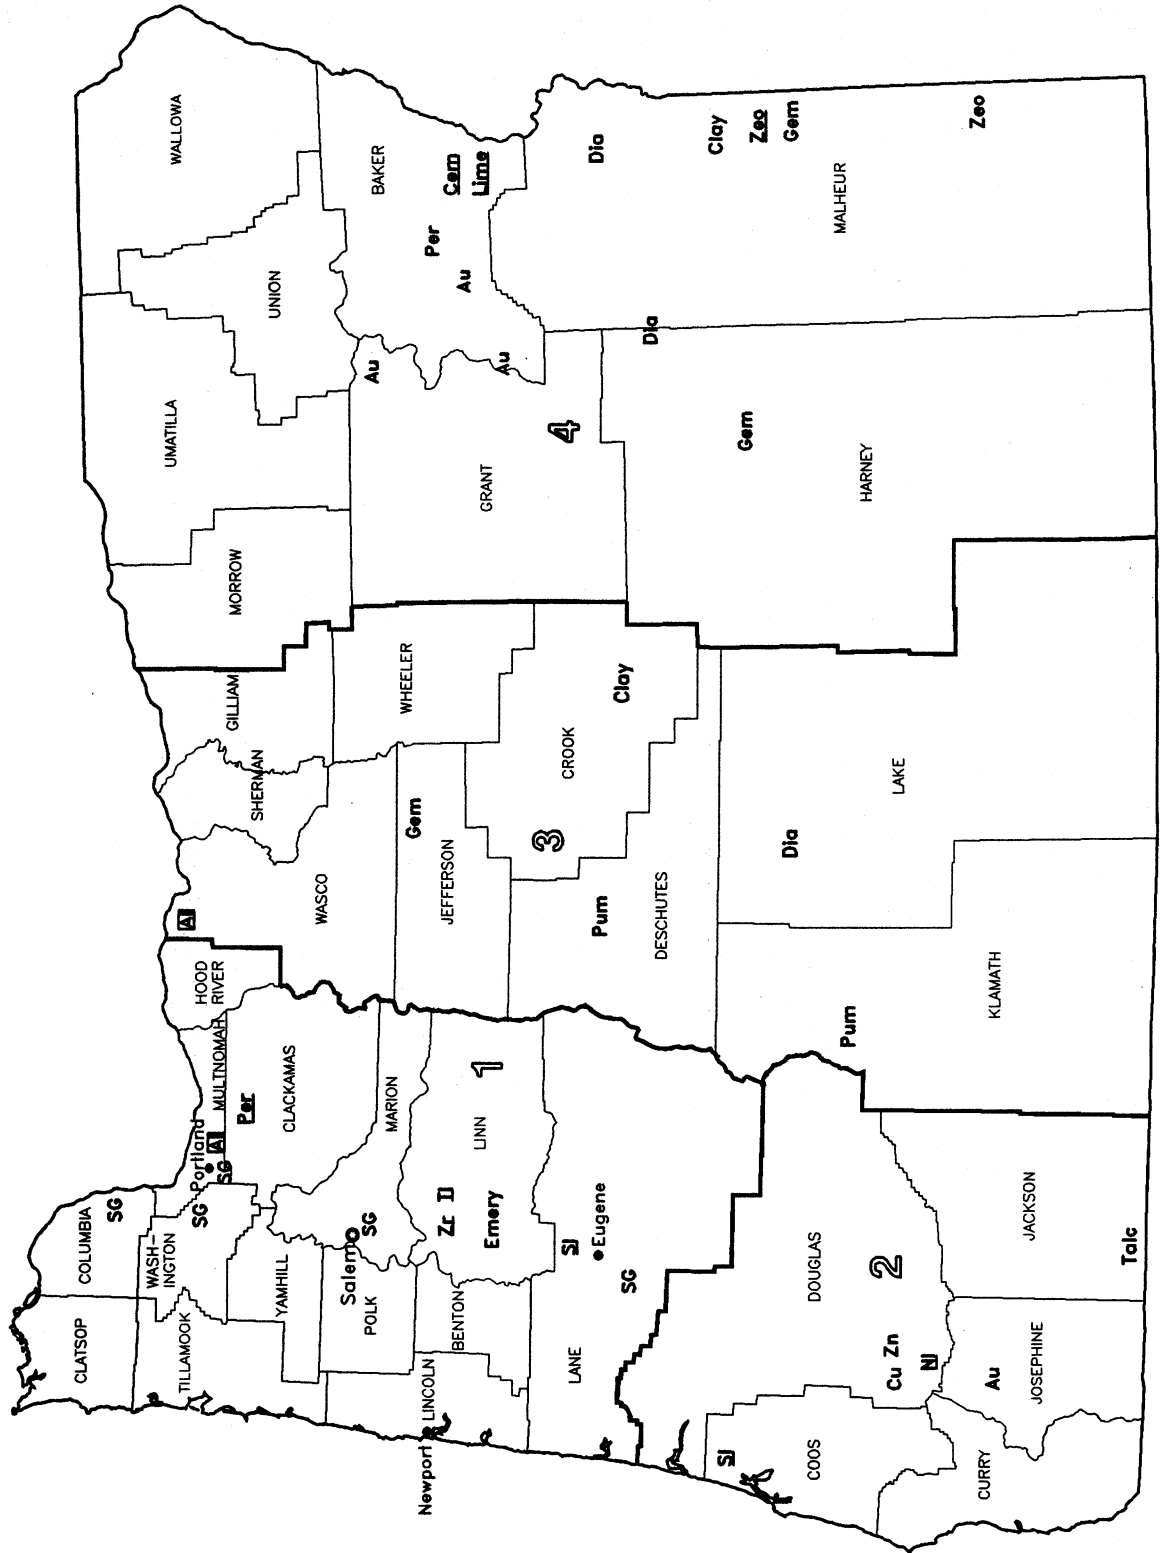 CLATSOP
COLUMBIA
SG
WALLOWA
WASH-
INGTON
TILLAMOOK
SG
Portland
Al
SG
MULTNOMAH
HOOD
RIVER
Al
UMATILLA
MORROW
GILLIAM
SHERMAN
UNION
YAMHILL
Per
CLACKAMAS
WASCO
Salem
POLK
SG
MARION
Au
BAKER
WHEELER
Gem
Newport
LINCOLN
BENTON
Zr
Ti
LINN
JEFFERSON
Per
Au
Cem
Lime
Emery
1
GRANT
Au
3
CROOK
4
LANE
Si
Eugene
Pum
Dia
SG
Clay
DESCHUTES
Dia
Si
Clay
Gem
Zeo
Gem
COOS
DOUGLAS
Dia
MALHEUR
Pum
HARNEY
Cu
Zn
2
LAKE
Ni
CURRY
Au
KLAMATH
Zeo
JOSEPHINE
JACKSON
Talc